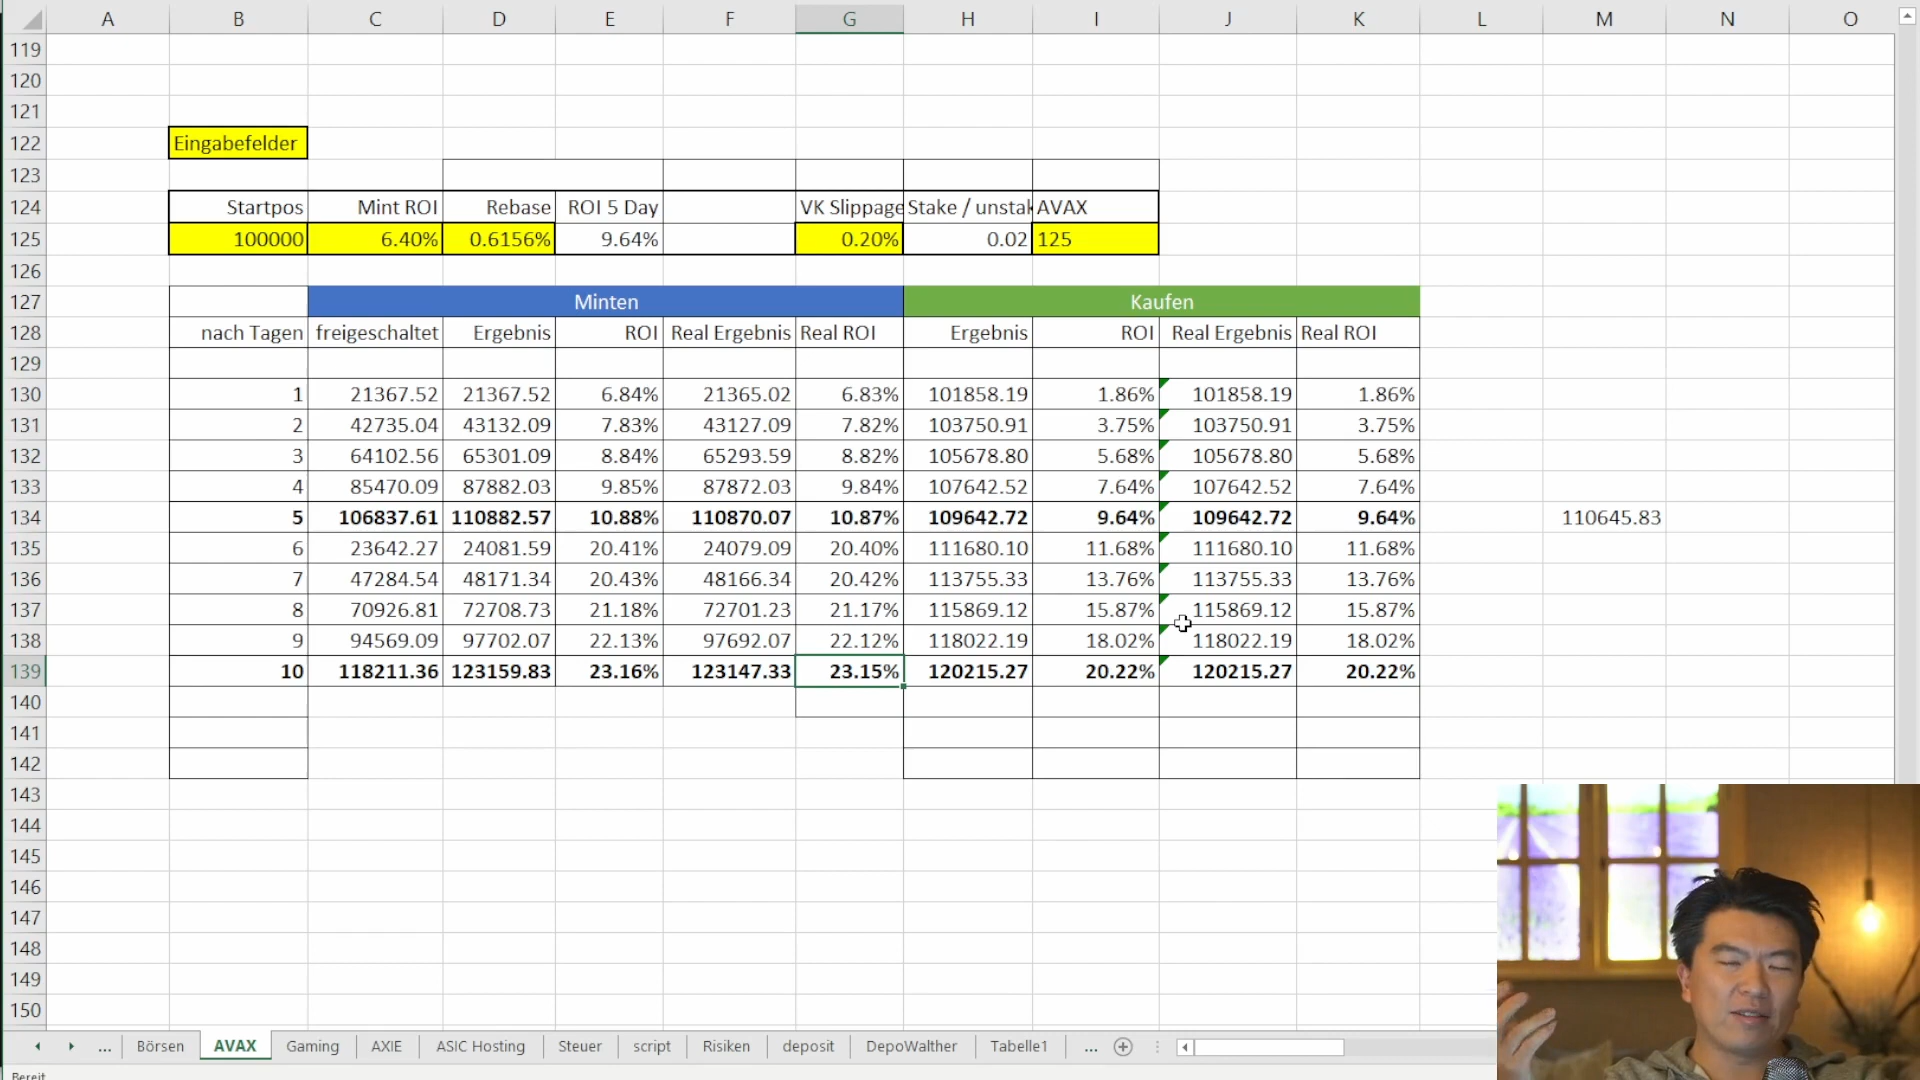 A B C D E F G H I J K L M N O
119
120
121
122 Eingabefelder
123
124 Startpos Mint ROI Rebase ROI 5 Day VK Slippage Stake / unstak AVAX
125 100000 6.40% 0.6156% 9.64% 0.20% 0.02 125
126
127 Minten Kaufen
128 nach Tagen freigeschaltet Ergebnis ROI Real Ergebnis Real ROI Ergebnis ROI Real Ergebnis Real ROI
129
130 1 21367.52 21367.52 6.84% 21365.02 6.83% 101858.19 1.86% 101858.19 1.86%
131 2 42735.04 43132.09 7.83% 43127.09 7.82% 103750.91 3.75% 103750.91 3.75%
132 3 64102.56 65301.09 8.84% 65293.59 8.82% 105678.80 5.68% 105678.80 5.68%
133 4 85470.09 87882.03 9.85% 87872.03 9.84% 107642.52 7.64% 107642.52 7.64%
134 5 106837.61 110882.57 10.88% 110870.07 10.87% 109642.72 9.64% 109642.72 9.64% 110645.83
135 6 23642.27 24081.59 20.41% 24079.09 20.40% 111680.10 11.68% 111680.10 11.68%
136 7 47284.54 48171.34 20.43% 48166.34 20.42% 113755.33 13.76% 113755.33 13.76%
137 8 70926.81 72708.73 21.18% 72701.23 21.17% 115869.12 15.87% 115869.12 15.87%
138 9 94569.09 97702.07 22.13% 97692.07 22.12% 118022.19 18.02% 118022.19 18.02%
139 10 118211.36 123159.83 23.16% 123147.33 23.15% 120215.27 20.22% 120215.27 20.22%
140
141
142
143
144
145
146
147
148
149
150
... Börsen AVAX Gaming AXIE ASIC Hosting Steuer script Risiken deposit DepoWalther Tabelle1 ...
Bereit